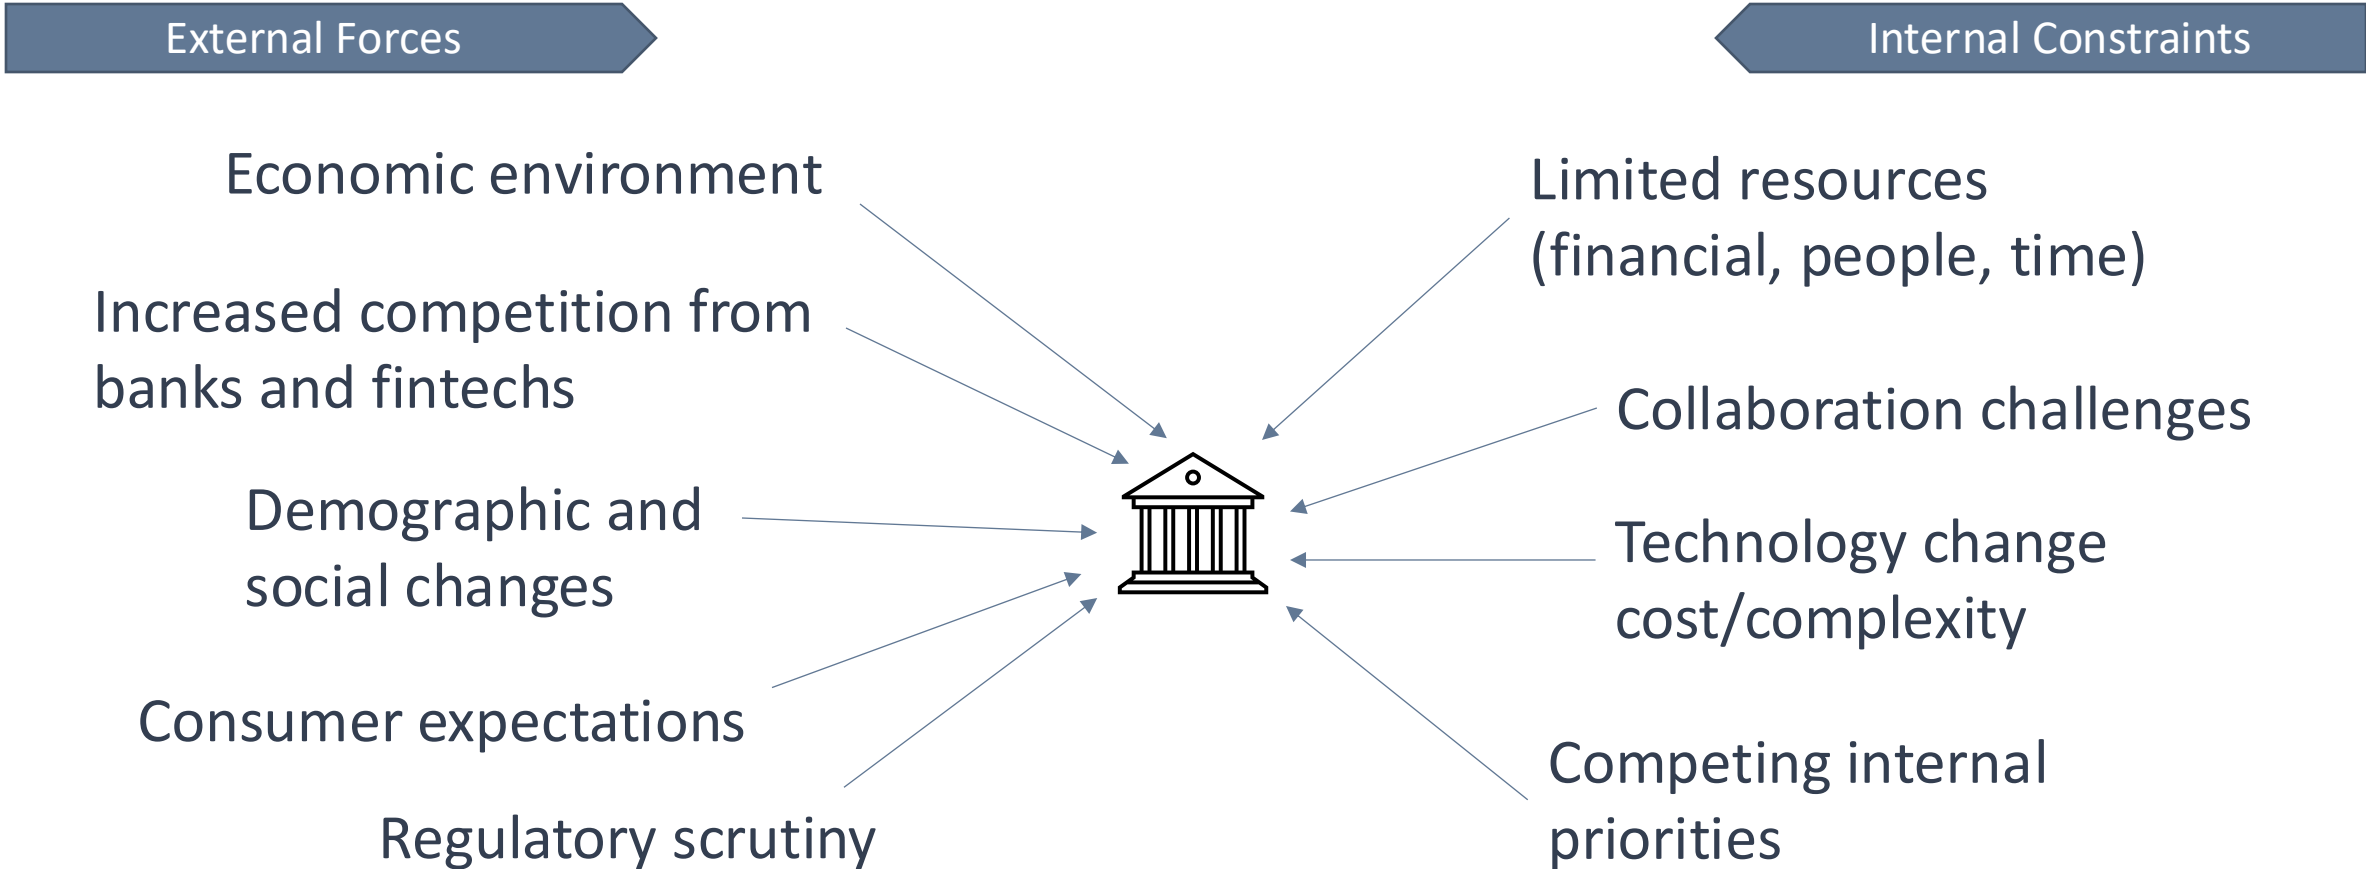 External Forces
Internal Constraints
Economic environment
Increased competition from
banks and fintechs
Demographic and
social changes
Consumer expectations
Regulatory scrutiny
Limited resources
(financial, people, time)
Collaboration challenges
Technology change
cost/complexity
Competing internal
priorities